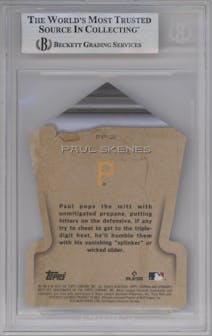 THE WORLD'S MOST TRUSTED
SOURCE IN COLLECTING™
BECKETT GRADING SERVICES
PAUL SKENES
P
Paul pops the mitt with
unmitigated propane, putting
hitters on the defensive. If any
try to cheat to get to the triple-
digit heat, he'll humble them
with his vanishing "splinker" or
wicked slider.
Topps